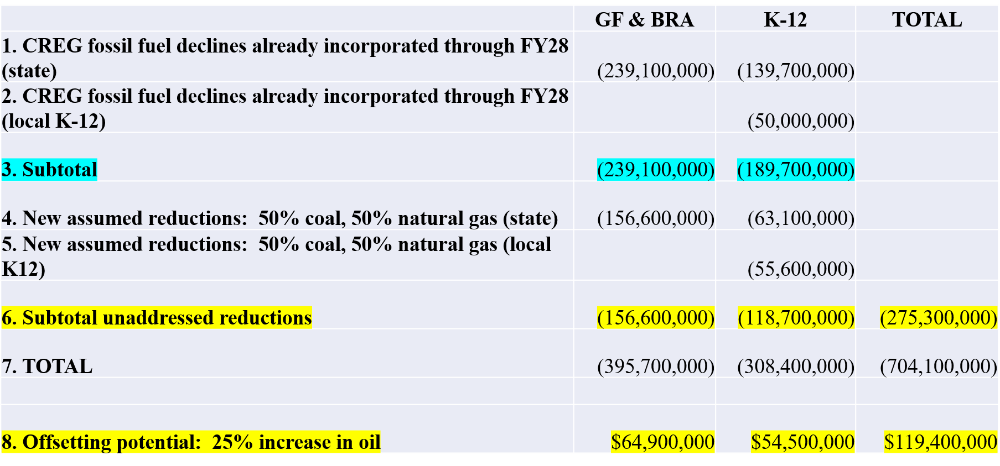 GF & BRA K-12 TOTAL
1. CREG fossil fuel declines already incorporated through FY28
(state) (239,100,000) (139,700,000)
2. CREG fossil fuel declines already incorporated through FY28
(local K-12) (50,000,000)
3. Subtotal (239,100,000) (189,700,000)
4. New assumed reductions:  50% coal, 50% natural gas (state) (156,600,000) (63,100,000)
5. New assumed reductions:  50% coal, 50% natural gas (local
K12) (55,600,000)
6. Subtotal unaddressed reductions (156,600,000) (118,700,000) (275,300,000)
7. TOTAL (395,700,000) (308,400,000) (704,100,000)
8. Offsetting potential:  25% increase in oil $64,900,000 $54,500,000 $119,400,000